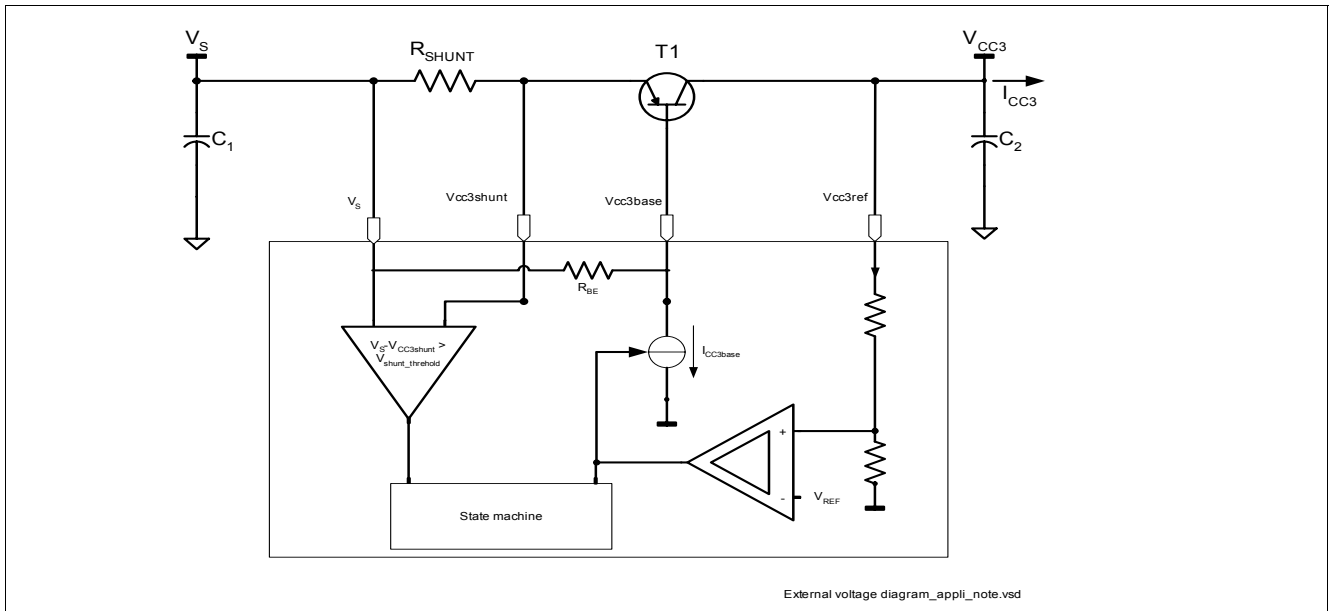 VS
RSHUNT
T1
VCC3
ICC3
C1
C2
VS
Vcc3shunt
Vcc3base
Vcc3ref
RBE
VS-VCC3shunt >
Vshunt_threhold
ICC3base
+
-
VREF
State machine
External voltage diagram_appli_note.vsd